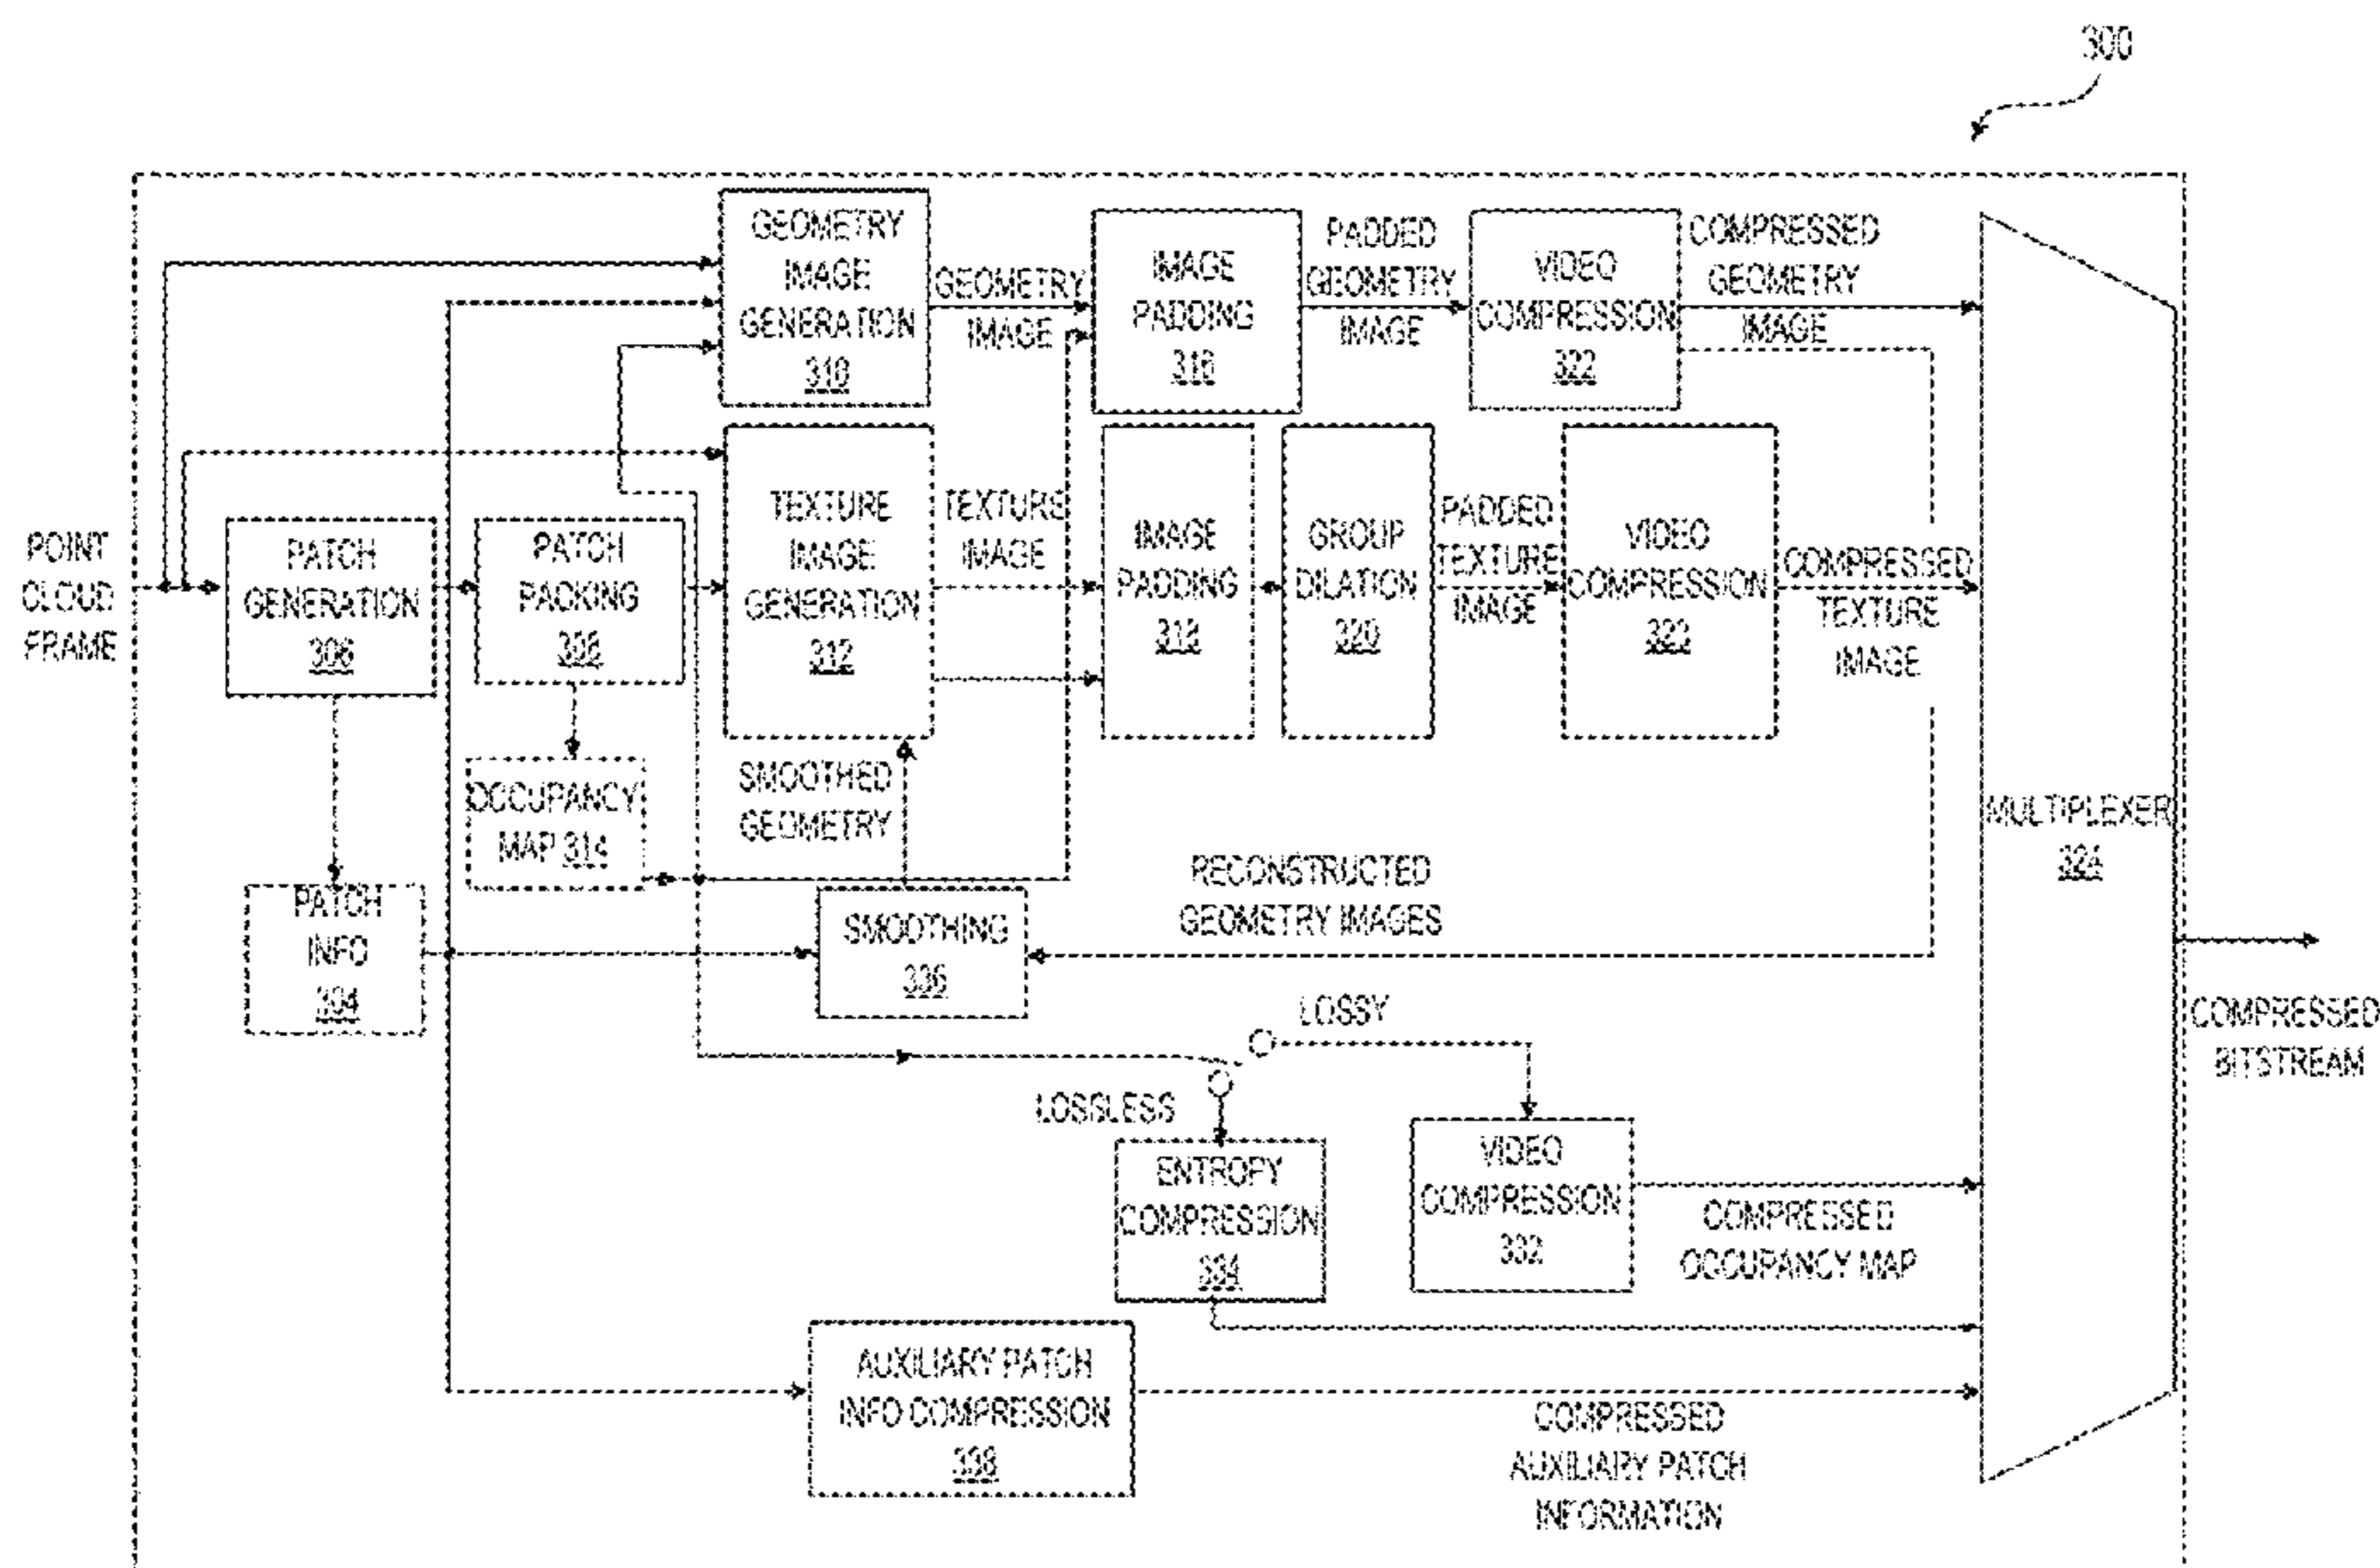 300
POINT
CLOUD
FRAME
PATCH
GENERATION
306
PATCH
PACKING
308
GEOMETRY
IMAGE
GENERATION
310
GEOMETRY
IMAGE
IMAGE
PADDING
316
PADDED
GEOMETRY
IMAGE
VIDEO
COMPRESSION
322
COMPRESSED
GEOMETRY
IMAGE
TEXTURE
IMAGE
GENERATION
312
TEXTURE
IMAGE
IMAGE
PADDING
318
GROUP
DILATION
320
PADDED
TEXTURE
IMAGE
VIDEO
COMPRESSION
323
COMPRESSED
TEXTURE
IMAGE
OCCUPANCY
MAP 314
SMOOTHED
GEOMETRY
MULTIPLEXER
324
PATCH
INFO
304
SMOOTHING
336
RECONSTRUCTED
GEOMETRY IMAGES
COMPRESSED
BITSTREAM
LOSSY
LOSSLESS
ENTROPY
COMPRESSION
334
VIDEO
COMPRESSION
332
COMPRESSED
OCCUPANCY MAP
AUXILIARY PATCH
INFO COMPRESSION
338
COMPRESSED
AUXILIARY PATCH
INFORMATION